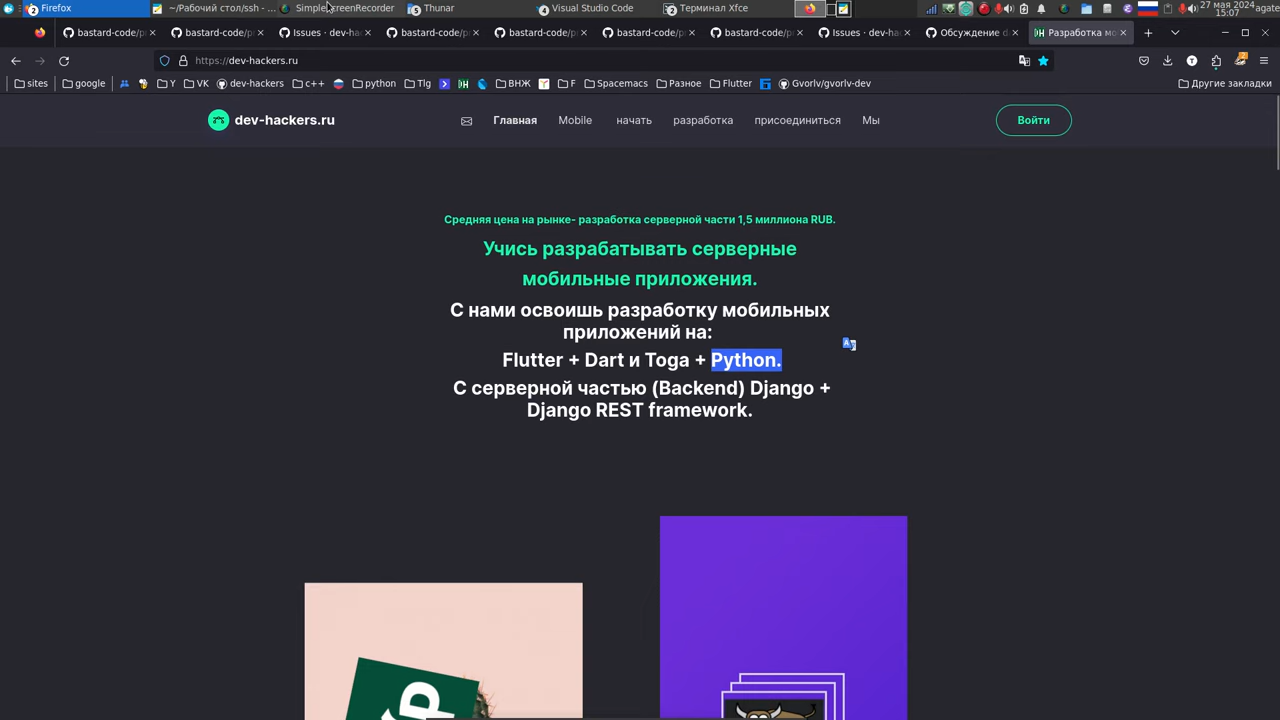 2 Firefox
~/Рабочий стол/ssh - ...
SimpleScreenRecorder
5 Thunar
4 Visual Studio Code
2 Терминал Xfce
27 мая 2024
15:07
agate
bastard-code/p
bastard-code/p
Issues · dev-ha
bastard-code/p
bastard-code/p
bastard-code/p
bastard-code/p
Issues · dev-ha
Обсуждение d
Разработка мо
https://dev-hackers.ru
sites
google
Y
VK
dev-hackers
c++
python
Tlg
F
ВНЖ
Spacemacs
Разное
Flutter
Gvorlv/gvorlv-dev
Другие закладки
dev-hackers.ru
Главная
Mobile
начать
разработка
присоединиться
Мы
Войти
Средняя цена на рынке- разработка серверной части 1,5 миллиона RUB.
Учись разрабатывать серверные
мобильные приложения.
С нами освоишь разработку мобильных
приложений на:
Flutter + Dart и Toga + Python.
С серверной частью (Backend) Django +
Django REST framework.